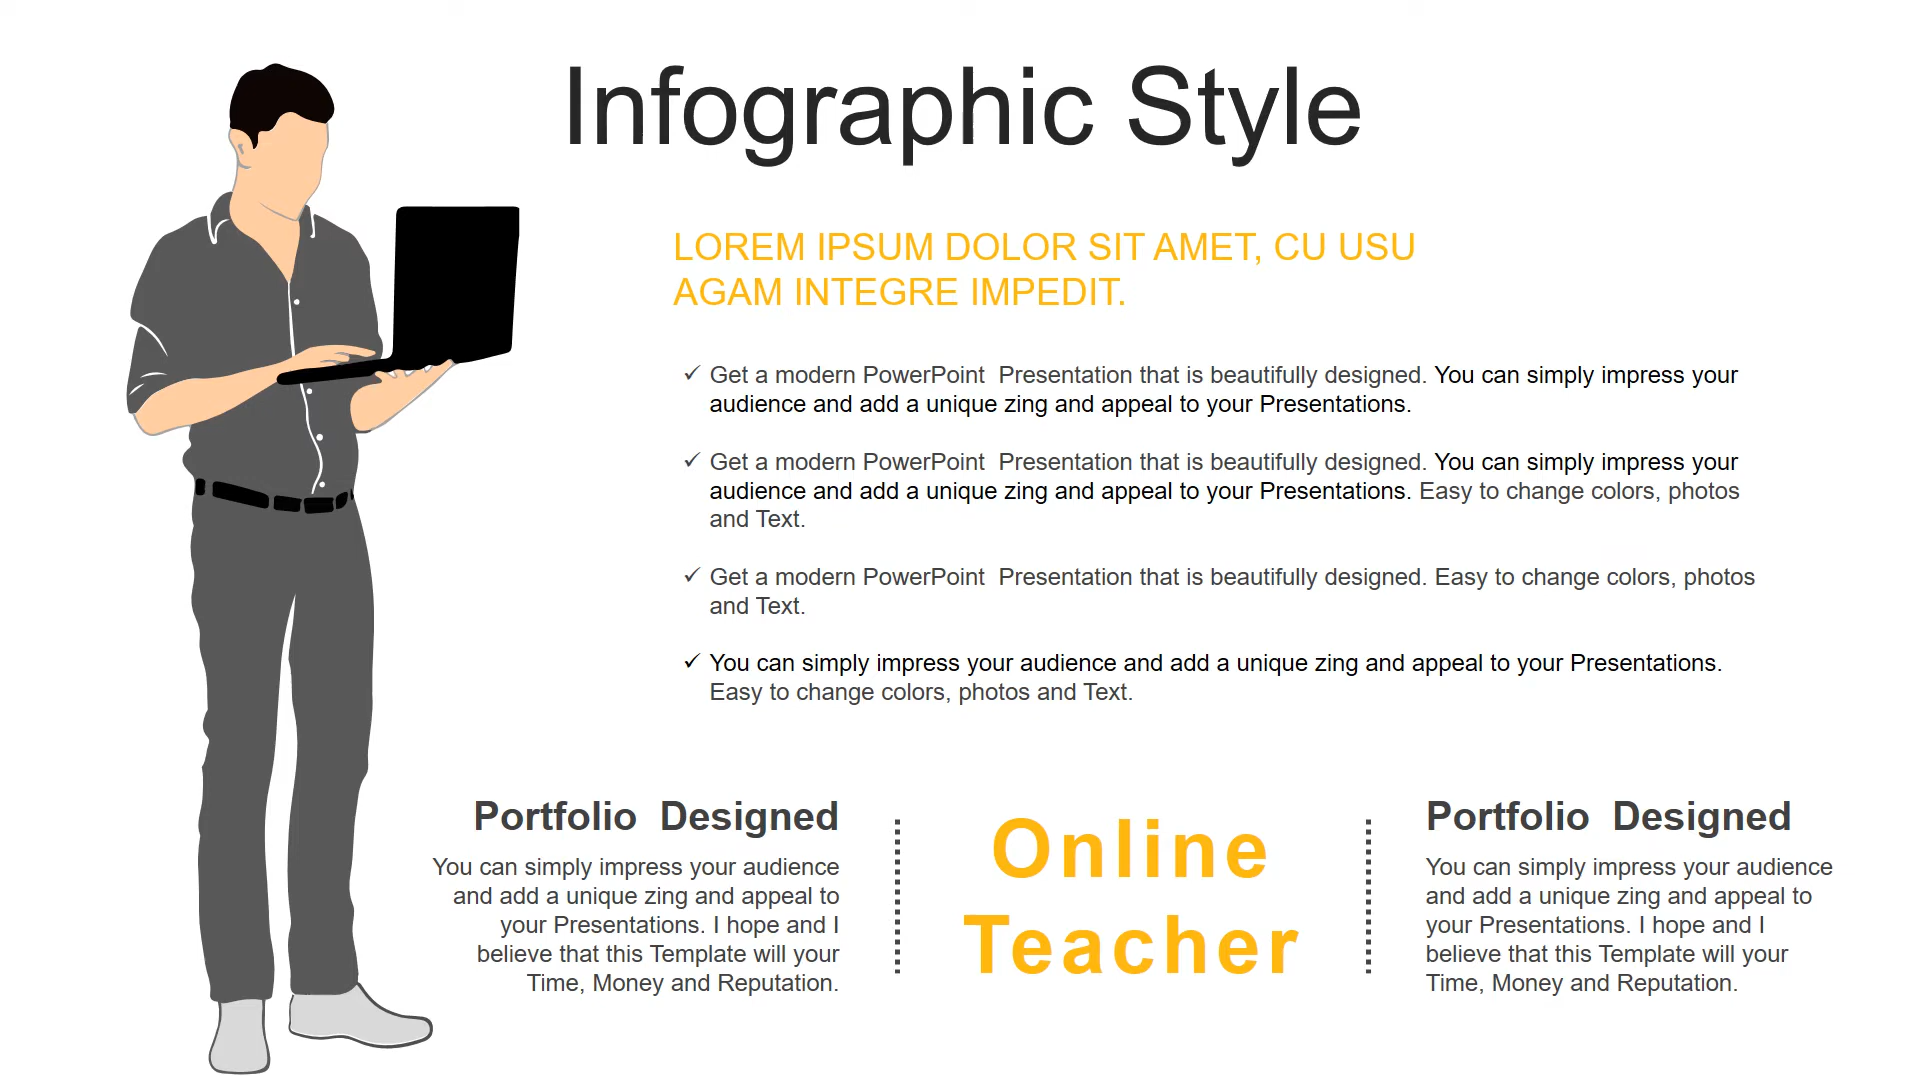 Infographic Style
LOREM IPSUM DOLOR SIT AMET, CU USU
AGAM INTEGRE IMPEDIT.
✓ Get a modern PowerPoint  Presentation that is beautifully designed. You can simply impress your
audience and add a unique zing and appeal to your Presentations.
✓ Get a modern PowerPoint  Presentation that is beautifully designed. You can simply impress your
audience and add a unique zing and appeal to your Presentations. Easy to change colors, photos
and Text.
✓ Get a modern PowerPoint  Presentation that is beautifully designed. Easy to change colors, photos
and Text.
✓ You can simply impress your audience and add a unique zing and appeal to your Presentations.
Easy to change colors, photos and Text.
Portfolio  Designed
You can simply impress your audience
and add a unique zing and appeal to
your Presentations. I hope and I
believe that this Template will your
Time, Money and Reputation.
Online
Teacher
Portfolio  Designed
You can simply impress your audience
and add a unique zing and appeal to
your Presentations. I hope and I
believe that this Template will your
Time, Money and Reputation.